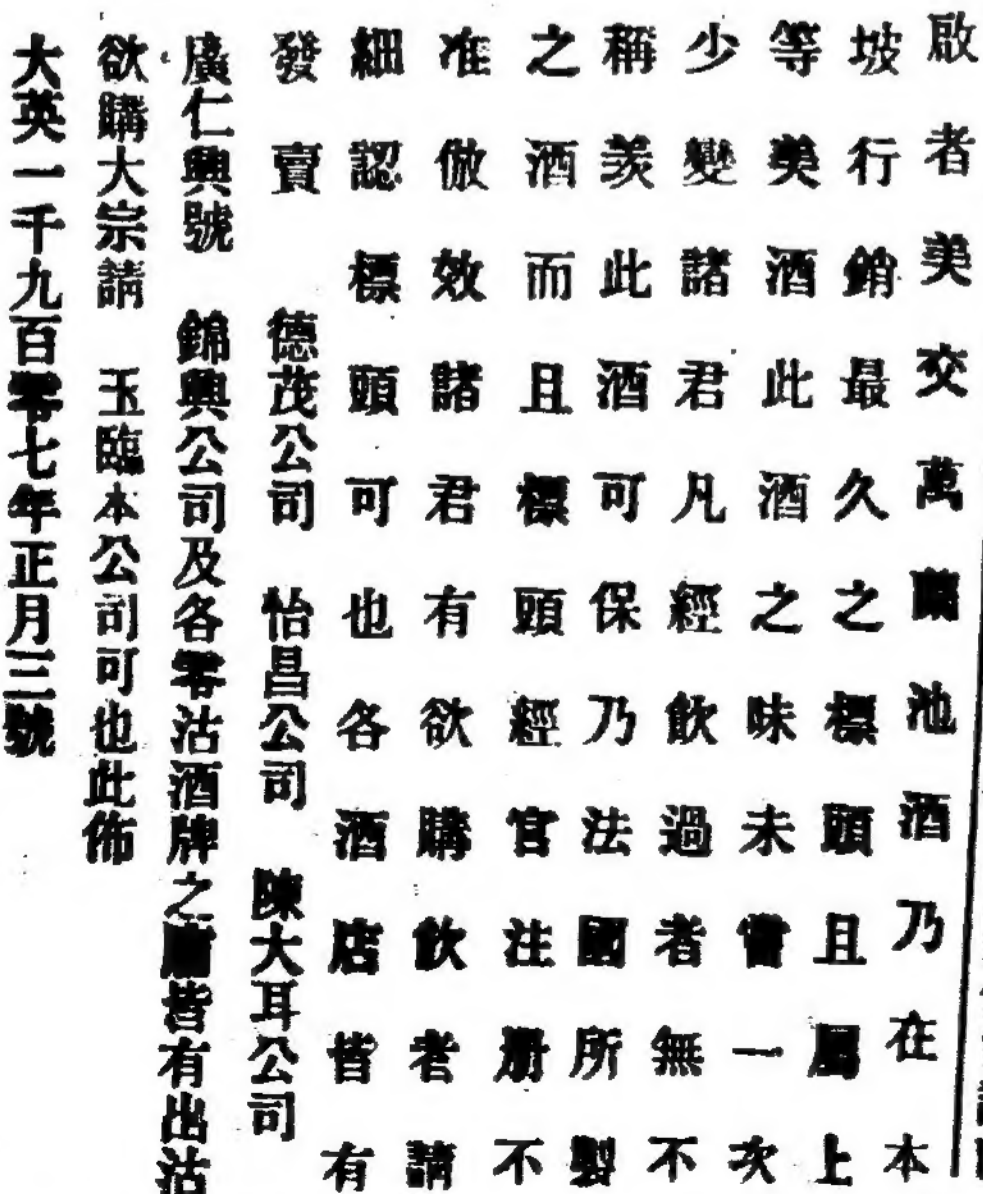 啟者美交萬蘭池酒乃在本
坡行銷最久之標頭且屬上
等美酒此酒之味未嘗一次
少變諸君凡經飲過者無不
稱羨此酒可保乃法國所製
之酒而且標頭經官注册不
准倣效諸君有欲購飲者請
細認標頭可也各酒店皆有
發賣 德茂公司 怡昌公司 陳大耳公司
廣仁興號 錦興公司及各零沽酒牌之皆有出沽
欲購大宗請 玉臨本公司可也此佈
大英一千九百零七年正月三號